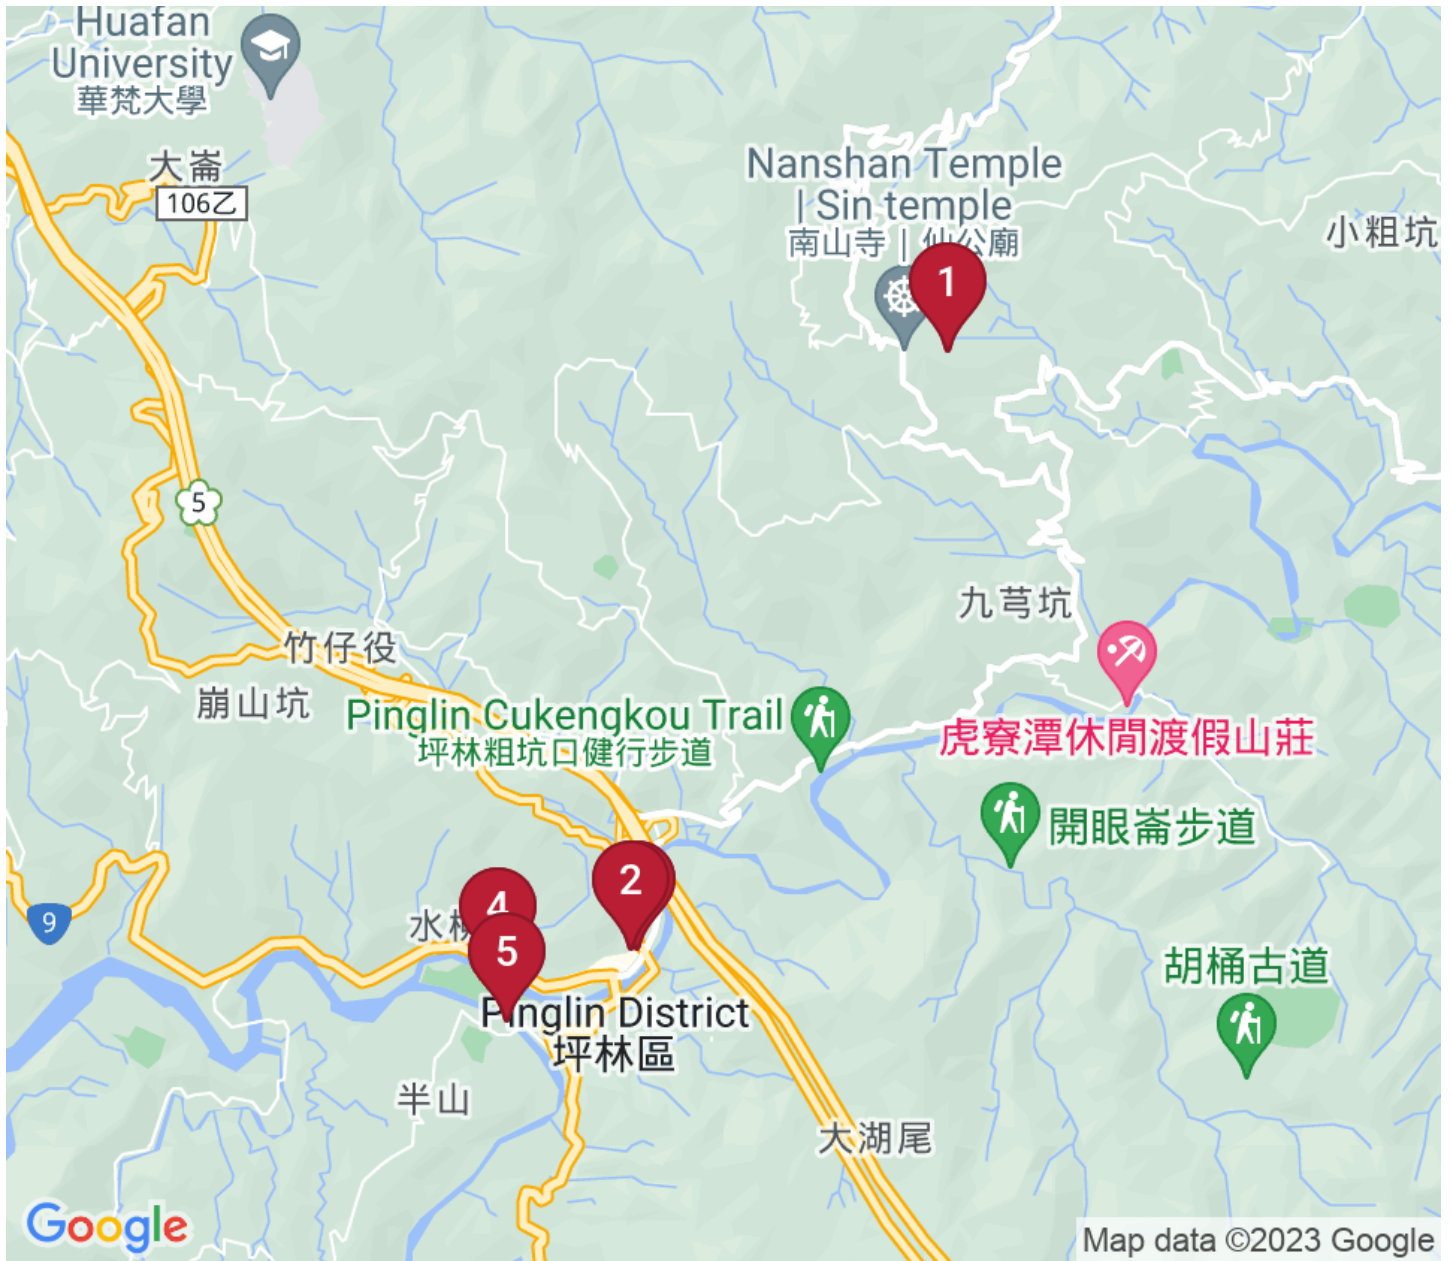 Huafan
University
華梵大學
大崙
106乙
Nanshan Temple
| Sin temple
南山寺 | 仙公廟
小粗坑
1
5
九芎坑
竹仔役
崩山坑
Pinglin Cukengkou Trail
坪林粗坑口健行步道
虎寮潭休閒渡假山莊
開眼崙步道
2
4
9
水
5
胡桶古道
Pinglin District
坪林區
半山
大湖尾
Google
Map data ©2023 Google